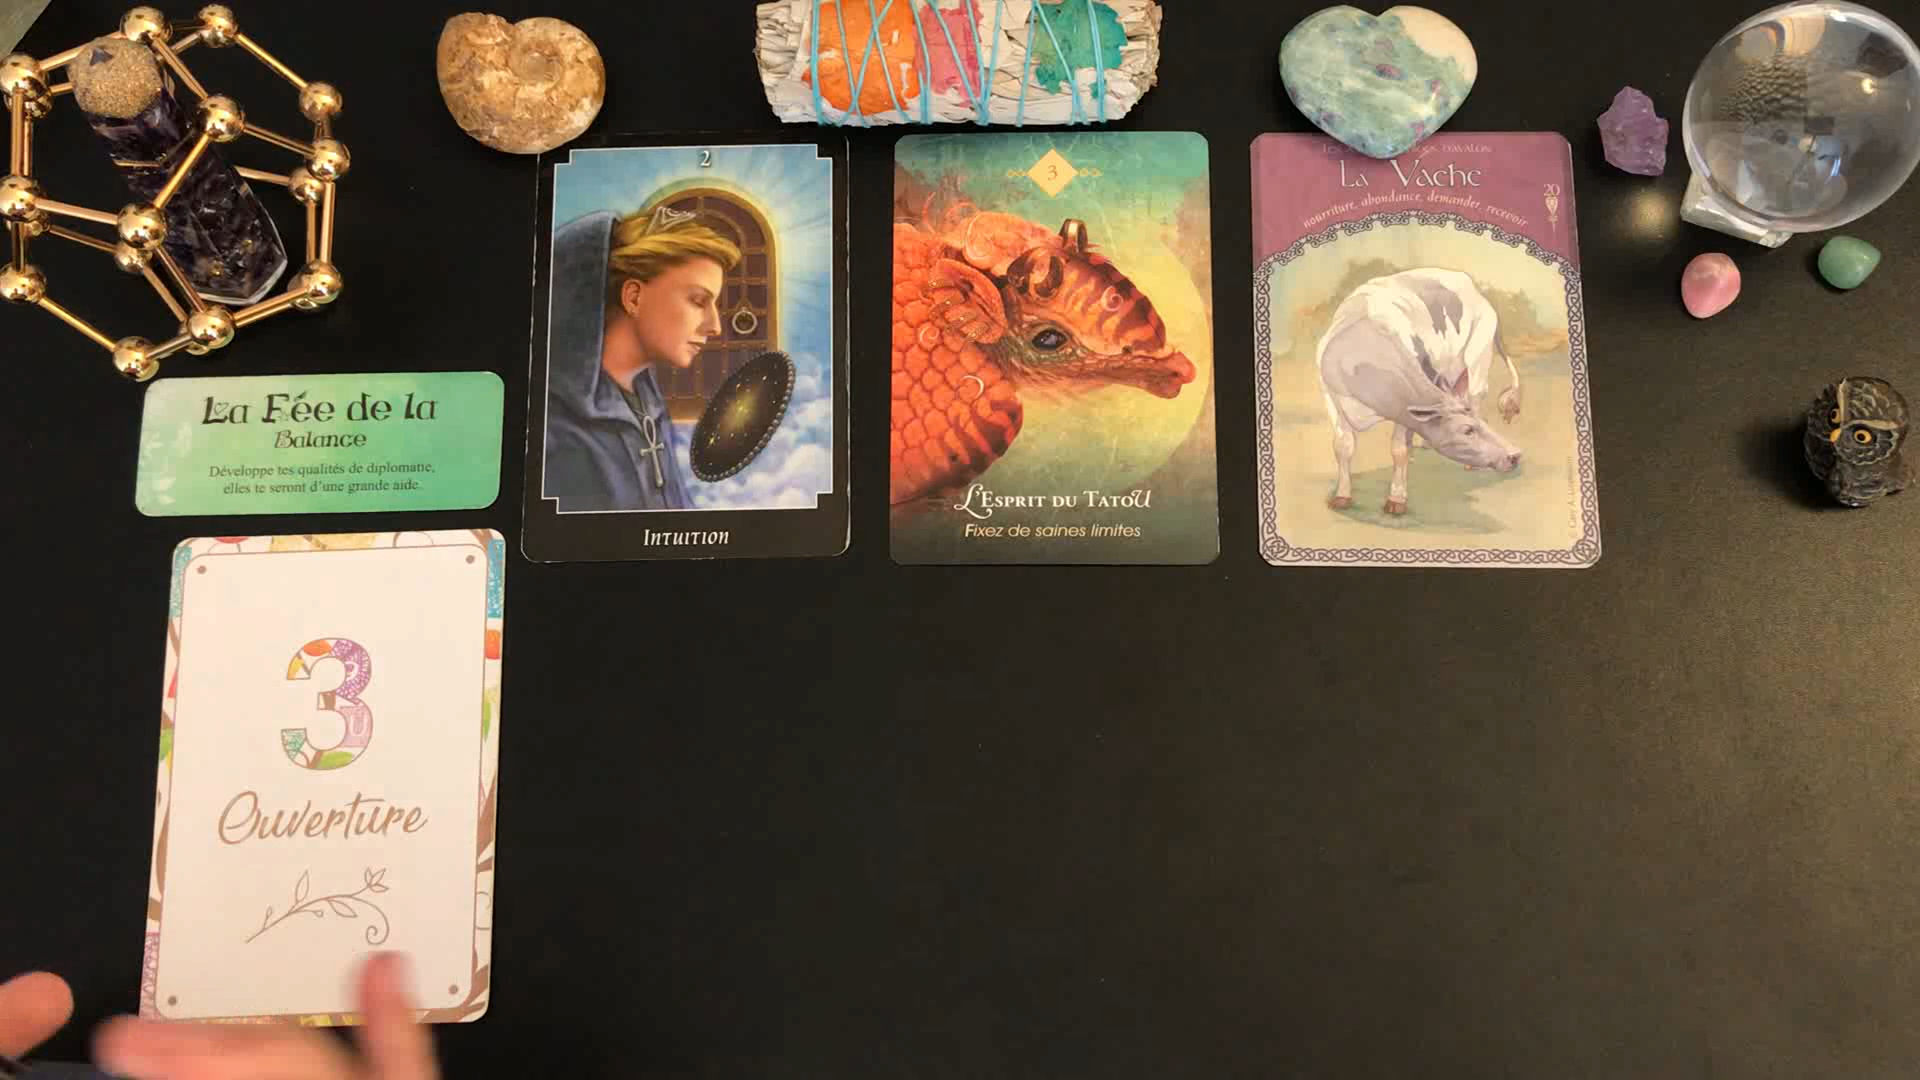 La Fée de la
Balance
Développe tes qualités de diplomatie,
elles te seront d'une grande aide.
3
Ouverture
2
Intuition
3
L'Esprit du Tatou
Fixez de saines limites
D'AVALON
La Vache
20
nourriture, abondance, demander, recevoir